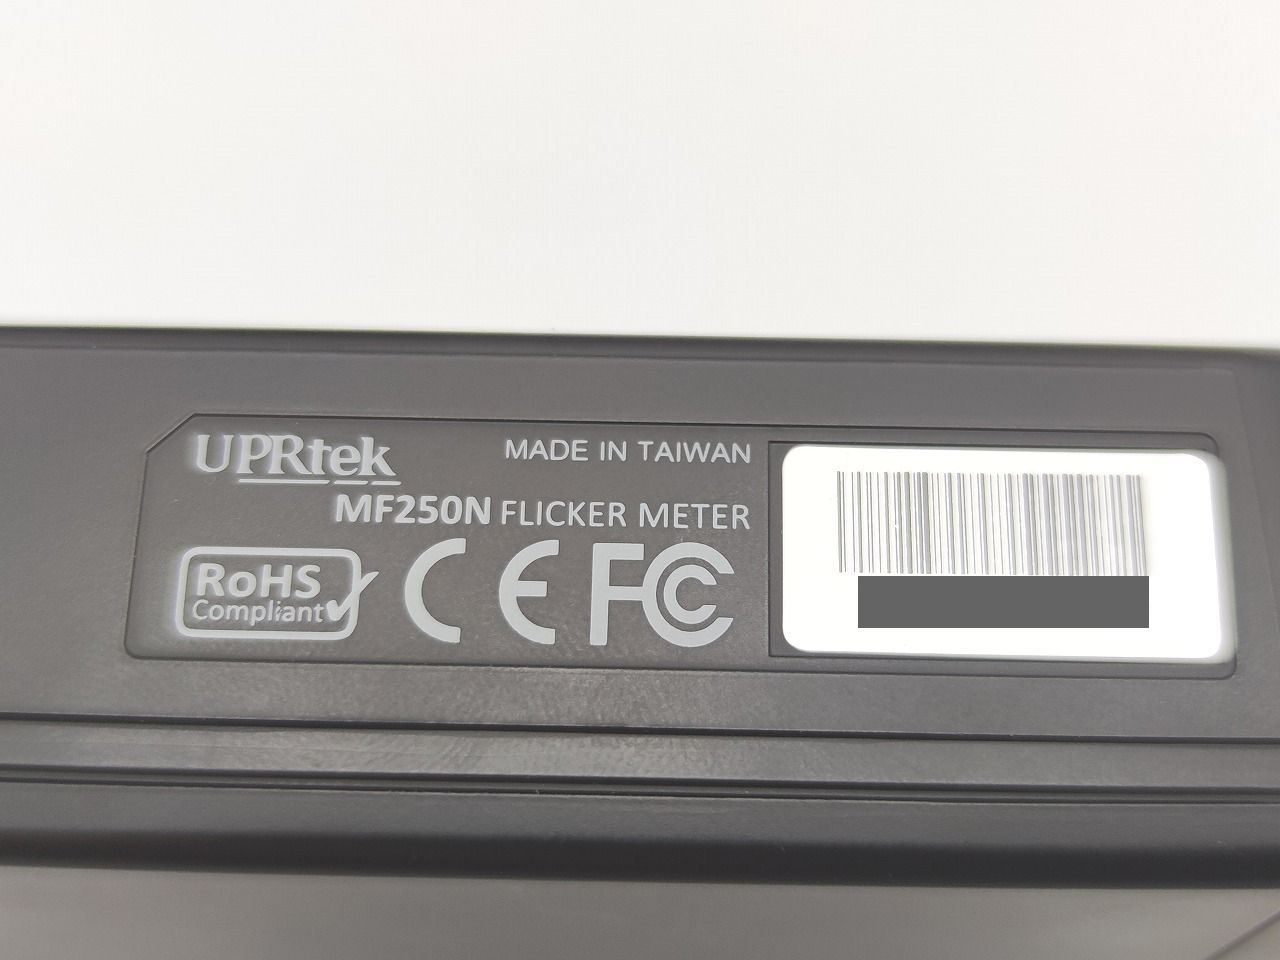 UPRtek
MADE IN TAIWAN
MF250N FLICKER METER
RoHS
Compliant
CE FC